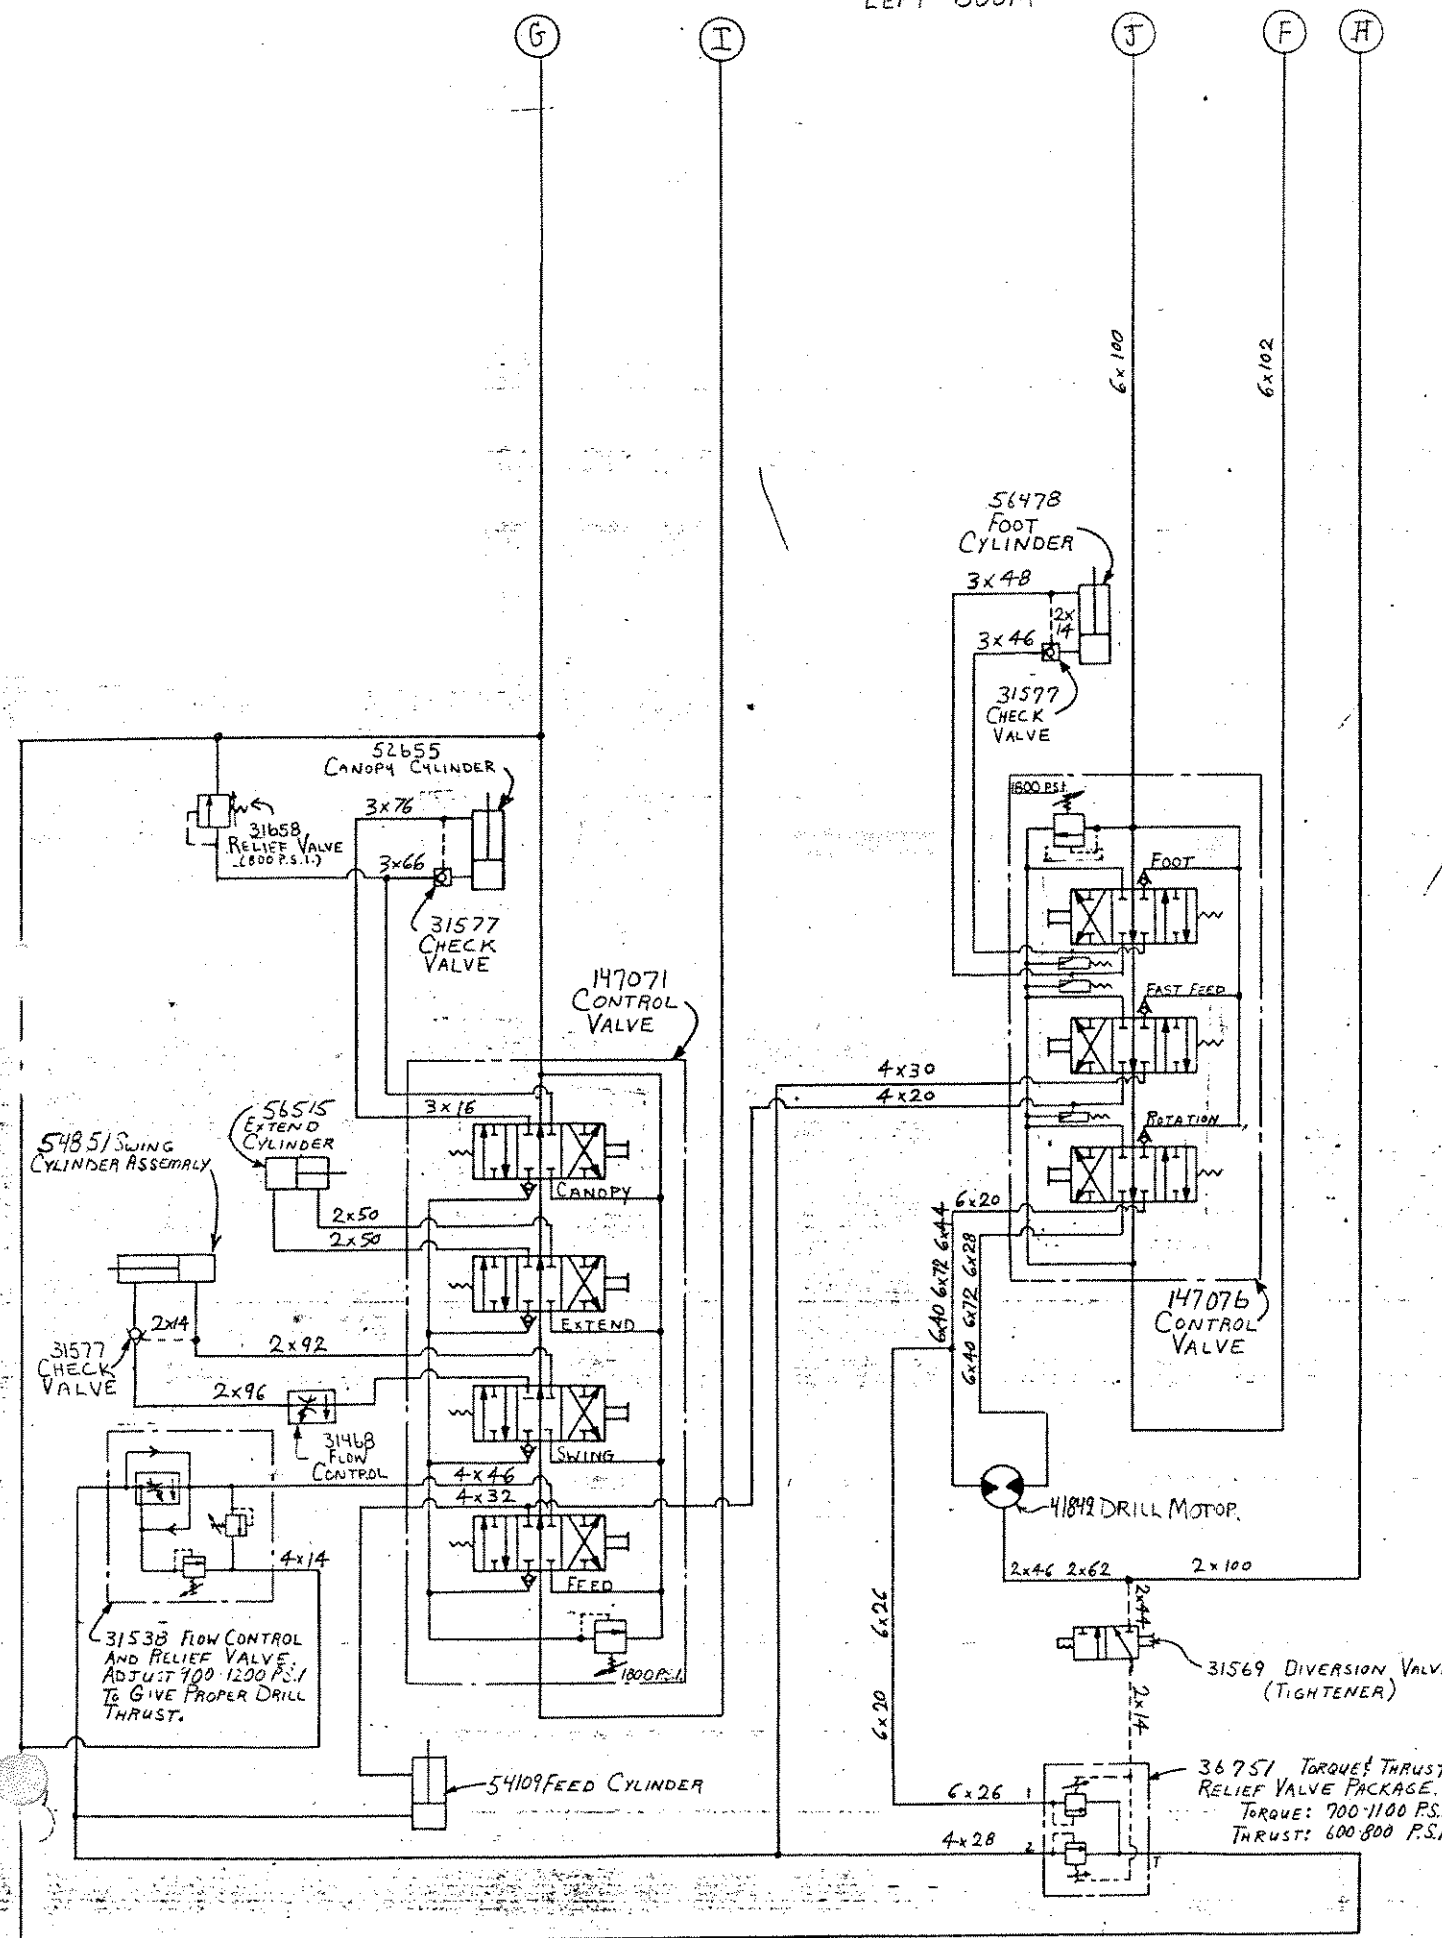 LEFT BOOM
G
I
J
F
H
6x100
6x102
56478
FOOT
CYLINDER
3x48
2x
14
3x46
31577
CHECK
VALVE
52655
CANOPY CYLINDER
3x76
31658
RELIEF VALVE
3x66
31577
CHECK
VALVE
1800 P.S.I.
FOOT
FAST FEED
ROTATION
147071
CONTROL
VALVE
4x30
4x20
3x16
56515
EXTEND
CYLINDER
54851 SWING
CYLINDER ASSEMALY
CANOPY
2x50
2x50
6x20
6x40 6x72 6x44
6x40 6x72 6x28
147076
CONTROL
VALVE
EXTEND
2x14
31577
CHECK
VALVE
2x92
2x96
31468
FLOW
CONTROL
SWING
4x46
4x32
4x14
FEED
1800 P.S.I.
41842 DRILL MOTOR.
2x46 2x62
2x100
2x44
31569 DIVERSION VALV
(TIGHTENER)
2x14
6x26
6x20
31538 FLOW CONTROL
AND RELIEF VALVE.
ADJUST 900-1200 P.S.I
TO GIVE PROPER DRILL
THRUST.
54109 FEED CYLINDER
6x26
1
4x28
2
T
36751 TORQUE & THRUST
RELIEF VALVE PACKAGE.
TORQUE: 700-1100 P.S.
THRUST: 600-800 P.S.I